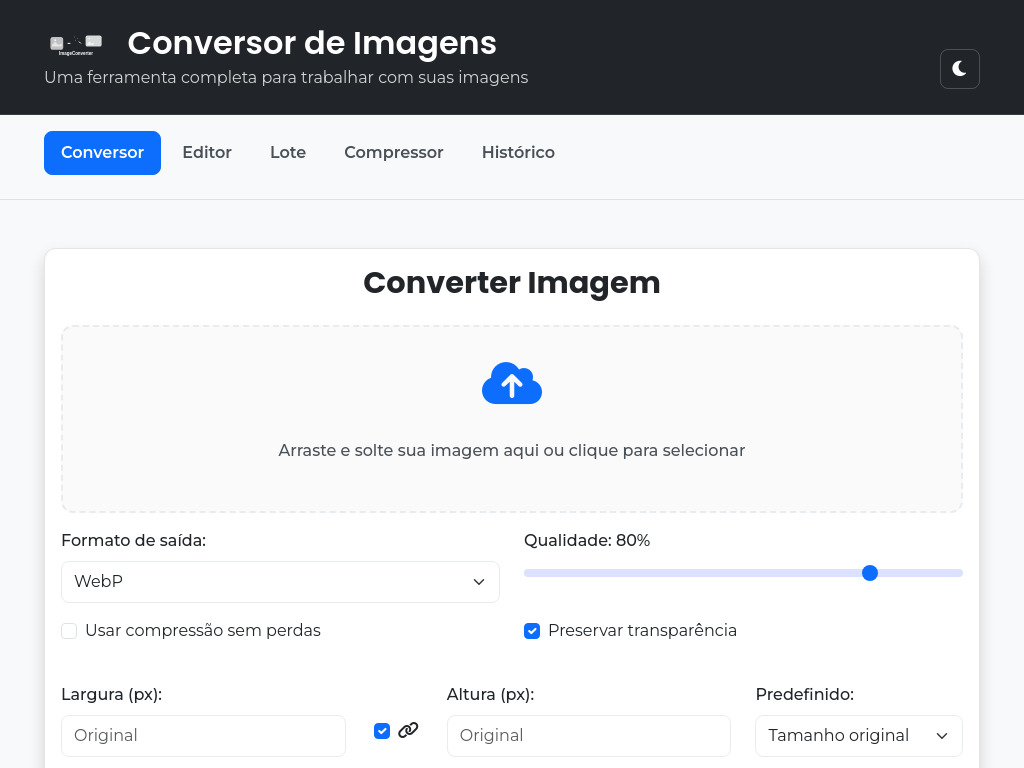 ImageConverter
Conversor de Imagens
Uma ferramenta completa para trabalhar com suas imagens
Conversor
Editor
Lote
Compressor
Histórico
Converter Imagem
Arraste e solte sua imagem aqui ou clique para selecionar
Formato de saída:
Qualidade: 80%
WebP
Usar compressão sem perdas
Preservar transparência
Largura (px):
Altura (px):
Predefinido:
Original
Original
Tamanho original